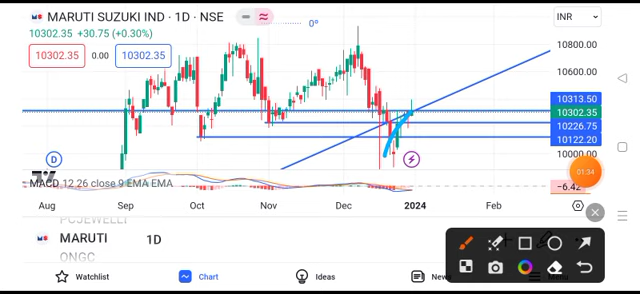 MARUTI SUZUKI IND · 1D · NSE
INR
10302.35 +30.75 (+0.30%)
0°
10302.35 0.00 10302.35
10800.00
10600.00
10313.50
10302.35
10226.75
10122.20
10000.00
D
01:34
MACD 12 26 close 9 EMA EMA
−6.42
Aug Sep Oct Nov Dec 2024 Feb
PCJEWELLER
MARUTI 1D
ONGC
Watchlist Chart Ideas News Menu